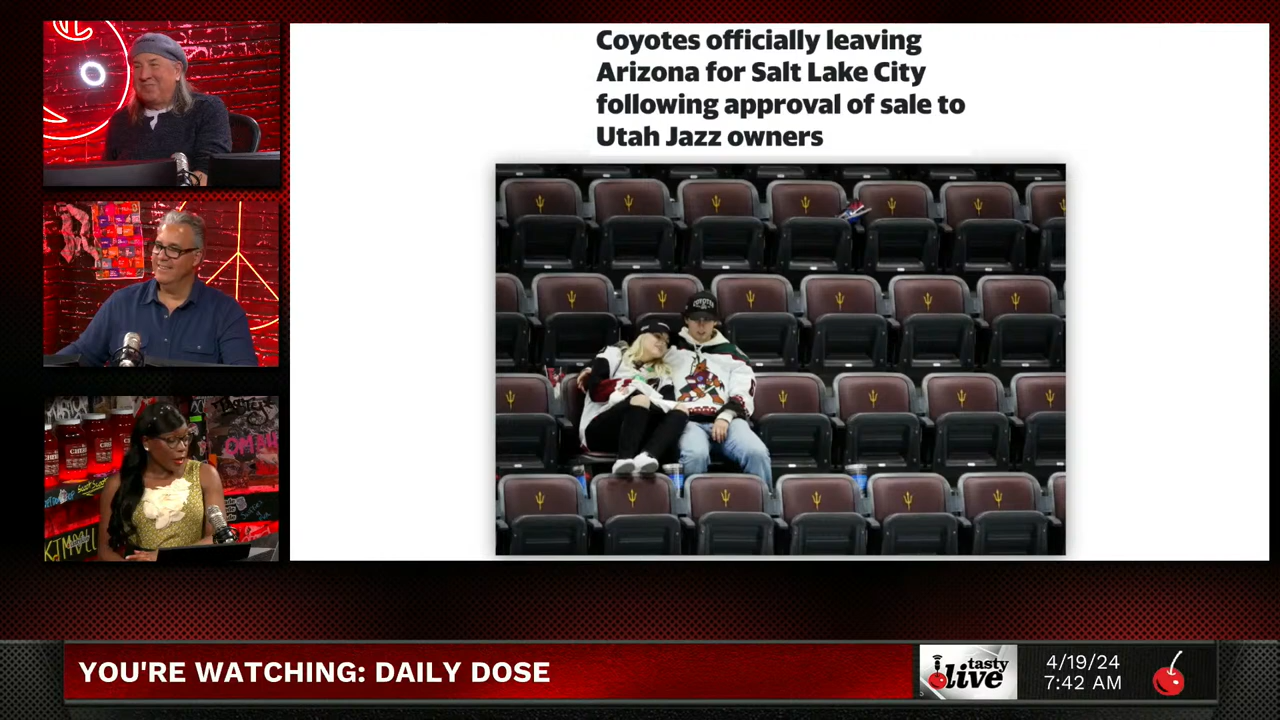 Coyotes officially leaving
Arizona for Salt Lake City
following approval of sale to
Utah Jazz owners
COYOTES
YOU'RE WATCHING: DAILY DOSE
tasty
live
4/19/24
7:42 AM